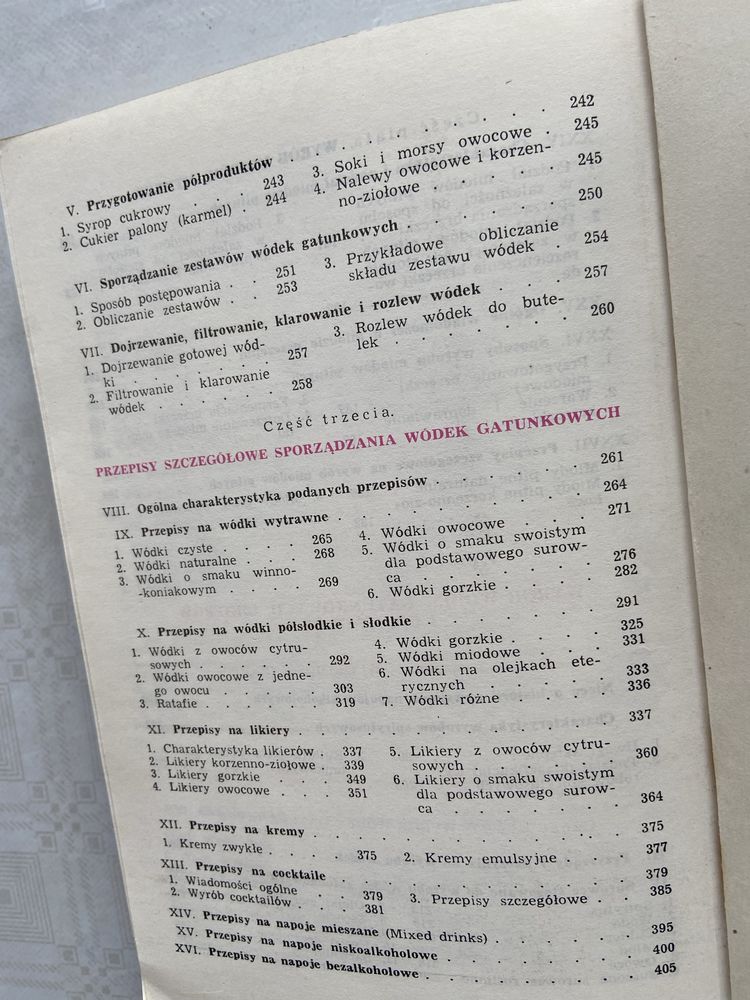 V. Przygotowanie półproduktów . . . . . . . . . . 242
1. Syrop cukrowy . . . . 243
2. Cukier palony (karmel) . 244
3. Soki i morsy owocowe . 245
4. Nalewy owocowe i korzen-
no-ziołowe . . . . . 245
VI. Sporządzanie zestawów wódek gatunkowych . . . . . . . 250
1. Sposób postępowania . . 251
2. Obliczanie zestawów . . 253
3. Przykładowe obliczanie
składu zestawu wódek . 254
VII. Dojrzewanie, filtrowanie, klarowanie i rozlew wódek . . . . 257
1. Dojrzewanie gotowej wód-
ki . . . . . . . 257
2. Filtrowanie i klarowanie
wódek . . . . . . 258
3. Rozlew wódek do bute-
lek . . . . . . . 260
Część trzecia.
PRZEPISY SZCZEGÓŁOWE SPORZĄDZANIA WÓDEK GATUNKOWYCH
VIII. Ogólna charakterystyka podanych przepisów . . . . . . . 261
IX. Przepisy na wódki wytrawne . . . . . . . . . . 264
1. Wódki czyste . . . . 265
2. Wódki naturalne . . . 268
3. Wódki o smaku winno-
-koniakowym . . . . 269
4. Wódki owocowe . . . 271
5. Wódki o smaku swoistym
dla podstawowego surow-
ca . . . . . . . 276
6. Wódki gorzkie . . . . 282
X. Przepisy na wódki półsłodkie i słodkie . . . . . . . . 291
1. Wódki z owoców cytru-
sowych . . . . . . 292
2. Wódki owocowe z jedne-
go owocu . . . . . 303
3. Ratafie . . . . . . 319
4. Wódki gorzkie . . . . 325
5. Wódki miodowe . . . 331
6. Wódki na olejkach ete-
rycznych . . . . . 333
7. Wódki różne . . . . 336
XI. Przepisy na likiery . . . . . . . . . . . . 337
1. Charakterystyka likierów . 337
2. Likiery korzenno-ziołowe . 339
3. Likiery gorzkie . . . 349
4. Likiery owocowe . . . 351
5. Likiery z owoców cytru-
sowych . . . . . . 360
6. Likiery o smaku swoistym
dla podstawowego surow-
ca . . . . . . . 364
XII. Przepisy na kremy . . . . . . . . . . . . 375
1. Kremy zwykłe . . . . 375
2. Kremy emulsyjne . . . 377
XIII. Przepisy na cocktaile . . . . . . . . . . . 379
1. Wiadomości ogólne . . 379
2. Wyrób cocktailów . . . 381
3. Przepisy szczegółowe . . 385
XIV. Przepisy na napoje mieszane (Mixed drinks) . . . . . . 395
XV. Przepisy na napoje niskoalkoholowe . . . . . . . . 400
XVI. Przepisy na napoje bezalkoholowe . . . . . . . . 405